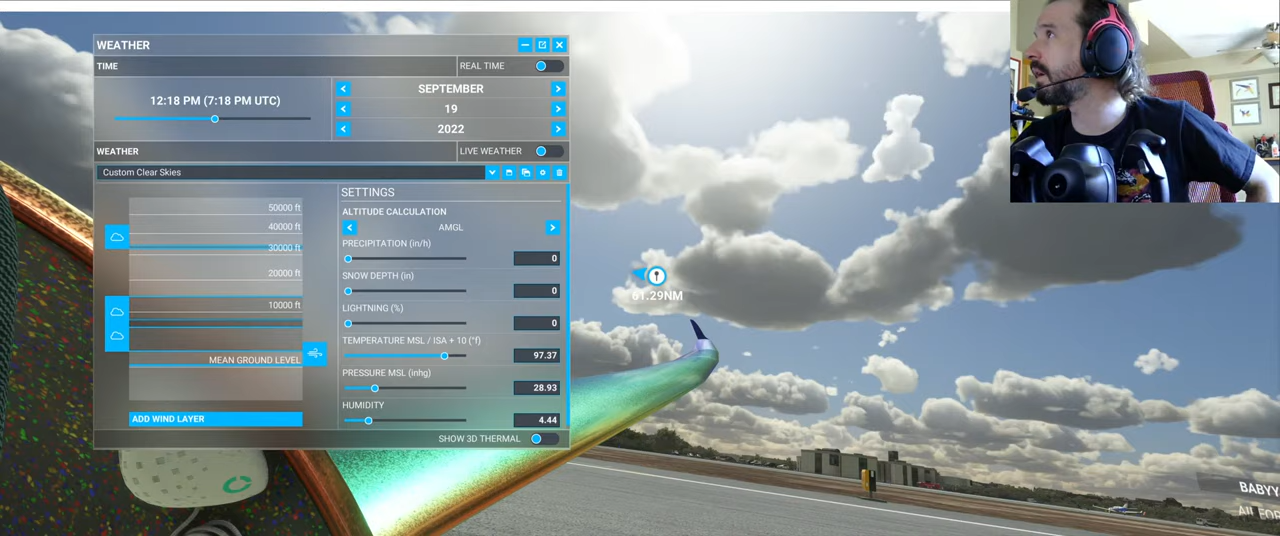 WEATHER
TIME
REAL TIME
12:18 PM (7:18 PM UTC)
SEPTEMBER
19
2022
WEATHER
LIVE WEATHER
Custom Clear Skies
50000 ft
40000 ft
30000 ft
20000 ft
10000 ft
MEAN GROUND LEVEL
ADD WIND LAYER
SETTINGS
ALTITUDE CALCULATION
AMGL
PRECIPITATION (in/h)
0
SNOW DEPTH (in)
0
LIGHTNING (%)
0
TEMPERATURE MSL / ISA + 10 (°f)
97.37
PRESSURE MSL (inhg)
28.93
HUMIDITY
4.44
SHOW 3D THERMAL
61.29NM
BABYY